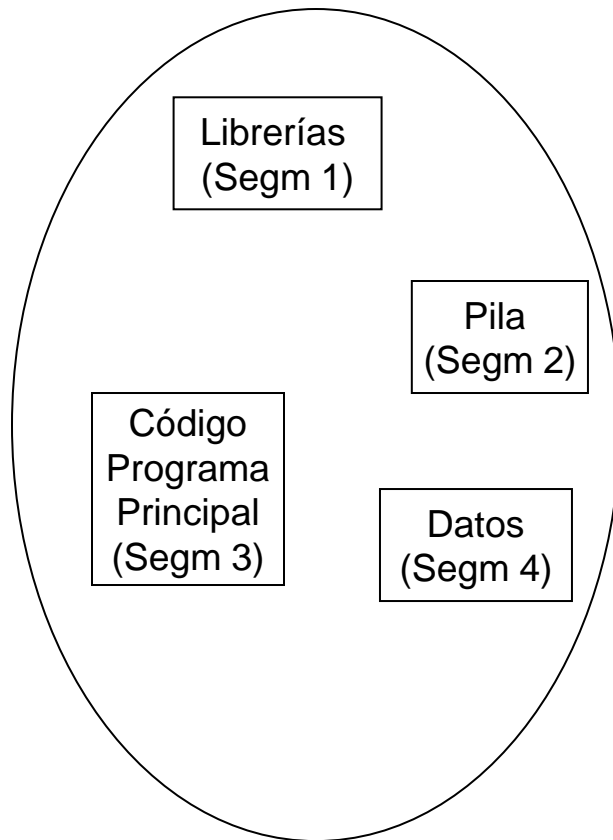 Librerías
(Segm 1)
Pila
(Segm 2)
Código
Programa
Principal
(Segm 3)
Datos
(Segm 4)